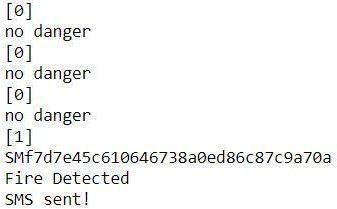 [0]
no danger
[0]
no danger
[0]
no danger
[1]
SMf7d7e45c610646738a0ed86c87c9a70a
Fire Detected
SMS sent!